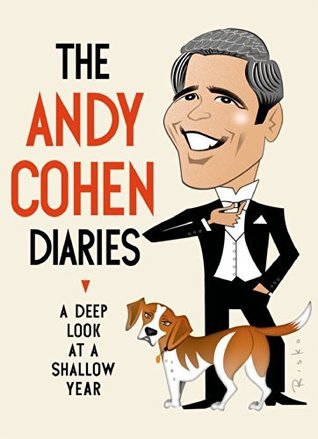 THE
ANDY
COHEN
DIARIES
A DEEP
LOOK
AT A
SHALLOW
YEAR
Risko